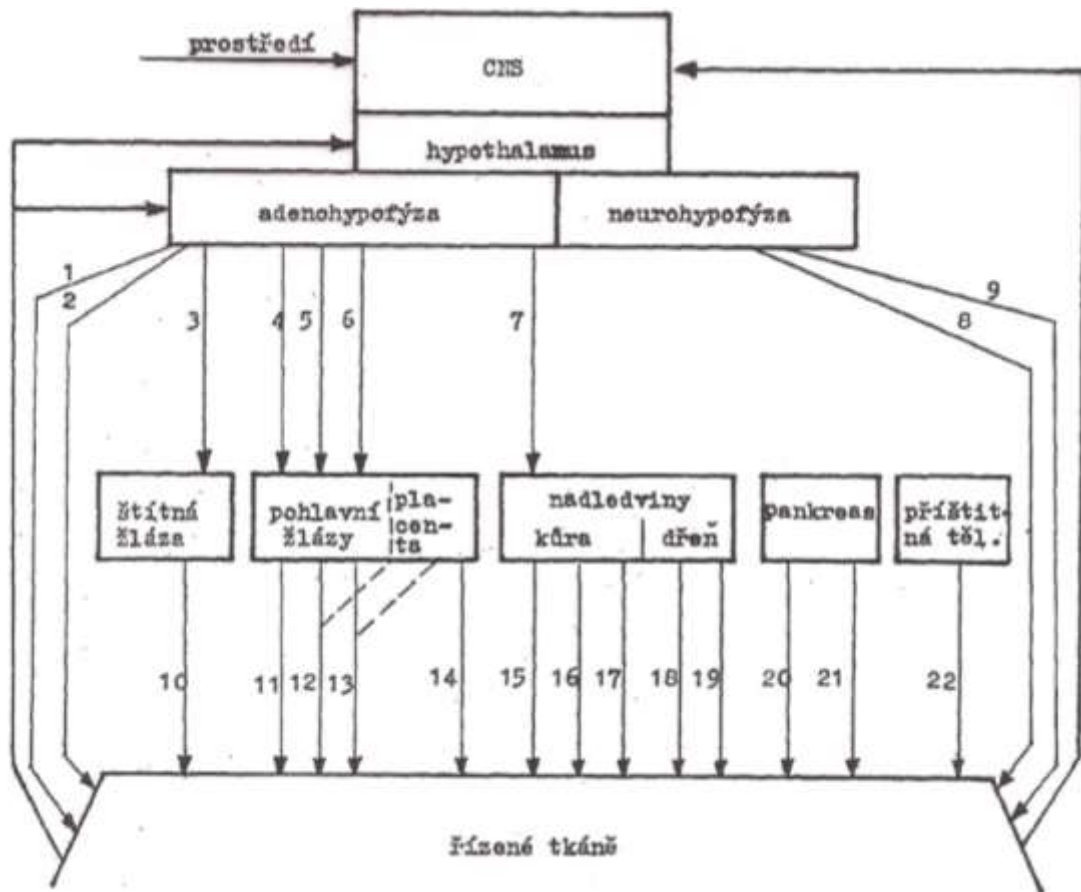 prostředí
CNS
hypothalamus
adenohypofýza
neurohypofýza
1
2
3
4
5
6
7
8
9
štítná
žláza
pohlavní
žlázy
pla-
cen-
ta
nadledviny
kůra
dřeň
pankreas
příštit-
ná těl.
10
11
12
13
14
15
16
17
18
19
20
21
22
řízené tkáně